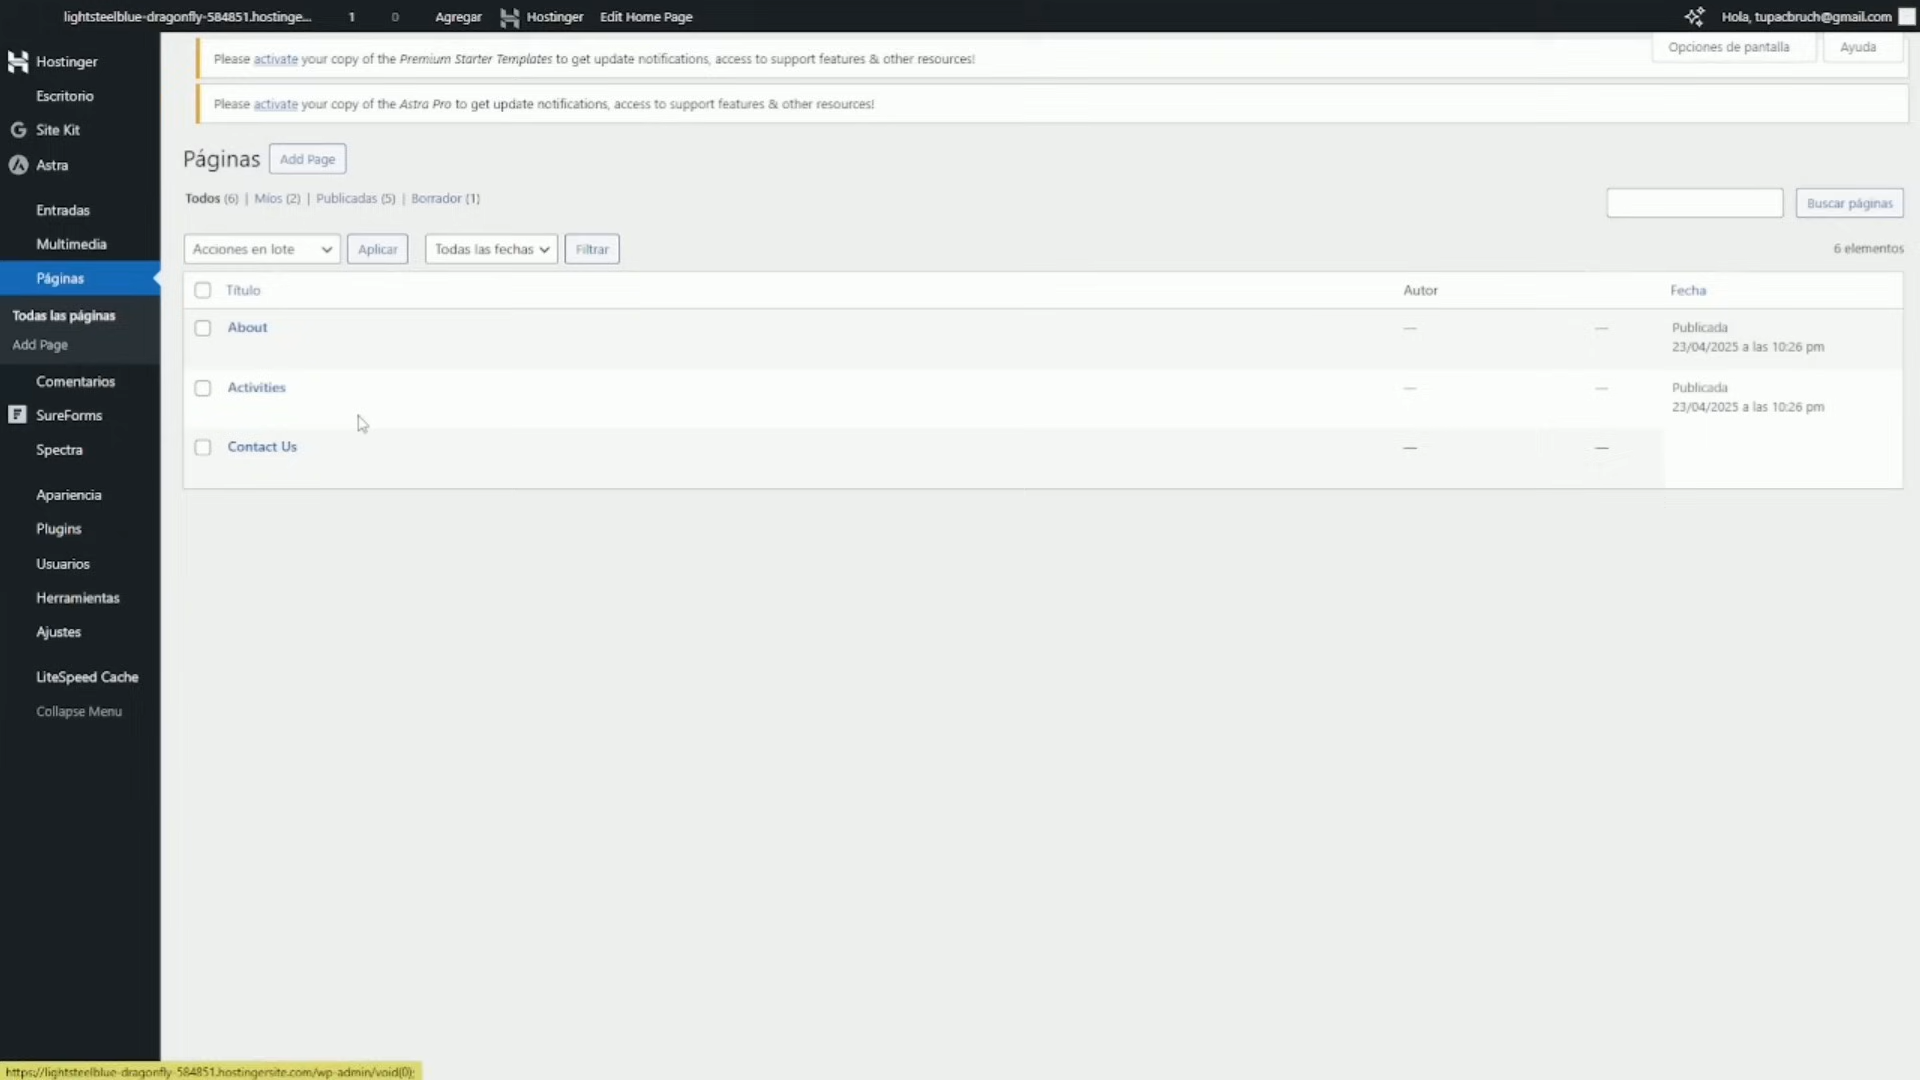 lightsteelblue-dragonfly-584851.hostinge... 1 0 Agregar Hostinger Edit Home Page Hola, tupacbruch@gmail.com
Opciones de pantalla Ayuda
Please activate your copy of the Premium Starter Templates to get update notifications, access to support features & other resources!
Please activate your copy of the Astra Pro to get update notifications, access to support features & other resources!
Hostinger
Escritorio
Site Kit
Astra
Entradas
Multimedia
Páginas
Todas las páginas
Add Page
Comentarios
SureForms
Spectra
Apariencia
Plugins
Usuarios
Herramientas
Ajustes
LiteSpeed Cache
Collapse Menu
Páginas Add Page
Todos (6) | Míos (2) | Publicadas (5) | Borrador (1)
Buscar páginas
Acciones en lote Aplicar Todas las fechas Filtrar 6 elementos
Título Autor Fecha
About — — Publicada
23/04/2025 a las 10:26 pm
Activities — — Publicada
23/04/2025 a las 10:26 pm
Contact Us — —
https://lightsteelblue-dragonfly-584851.hostingersite.com/wp-admin/void(0);